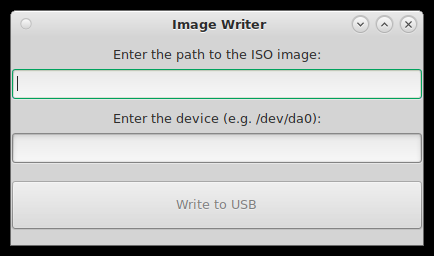 Image Writer
Enter the path to the ISO image:
Enter the device (e.g. /dev/da0):
Write to USB